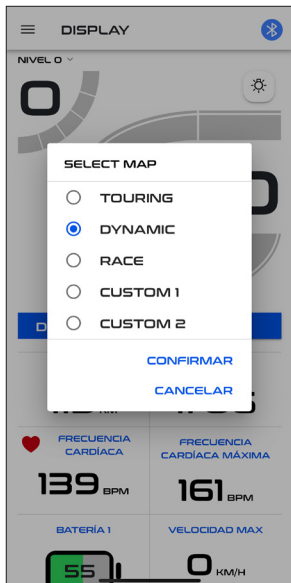 DISPLAY
NIVEL 0
0
SELECT MAP
TOURING
DYNAMIC
RACE
CUSTOM 1
CUSTOM 2
CONFIRMAR
CANCELAR
FRECUENCIA
CARDÍACA
139 BPM
FRECUENCIA
CARDÍACA MÁXIMA
161 BPM
BATERÍA 1
55
VELOCIDAD MAX
0 KM/H